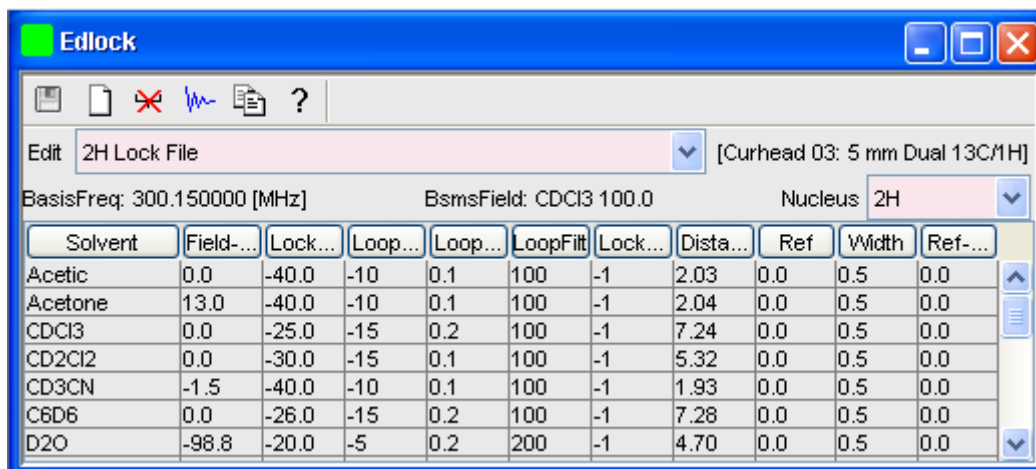 Edlock
?
Edit 2H Lock File [Curhead 03: 5 mm Dual 13C/1H]
BasisFreq: 300.150000 [MHz] BsmsField: CDCl3 100.0 Nucleus 2H
Solvent Field-... Lock... Loop... Loop... LoopFilt Lock... Dista... Ref Width Ref-...
Acetic 0.0 -40.0 -10 0.1 100 -1 2.03 0.0 0.5 0.0
Acetone 13.0 -40.0 -10 0.1 100 -1 2.04 0.0 0.5 0.0
CDCl3 0.0 -25.0 -15 0.2 100 -1 7.24 0.0 0.5 0.0
CD2Cl2 0.0 -30.0 -15 0.1 100 -1 5.32 0.0 0.5 0.0
CD3CN -1.5 -40.0 -10 0.1 100 -1 1.93 0.0 0.5 0.0
C6D6 0.0 -26.0 -15 0.2 100 -1 7.28 0.0 0.5 0.0
D2O -98.8 -20.0 -5 0.2 200 -1 4.70 0.0 0.5 0.0